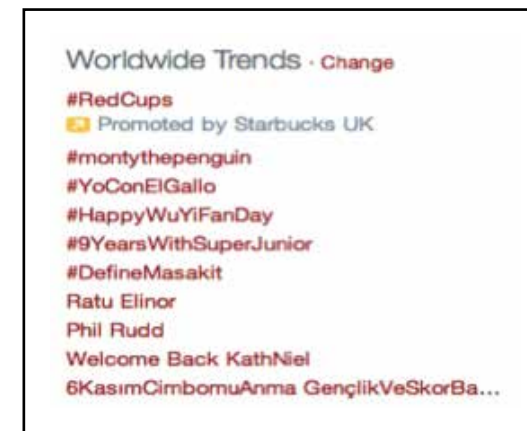 Worldwide Trends · Change
#RedCups
Promoted by Starbucks UK
#montythepenguin
#YoConElGallo
#HappyWuYiFanDay
#9YearsWithSuperJunior
#DefineMasakit
Ratu Elinor
Phil Rudd
Welcome Back KathNiel
6KasımCimbomuAnma GençlikVeSkorBa...